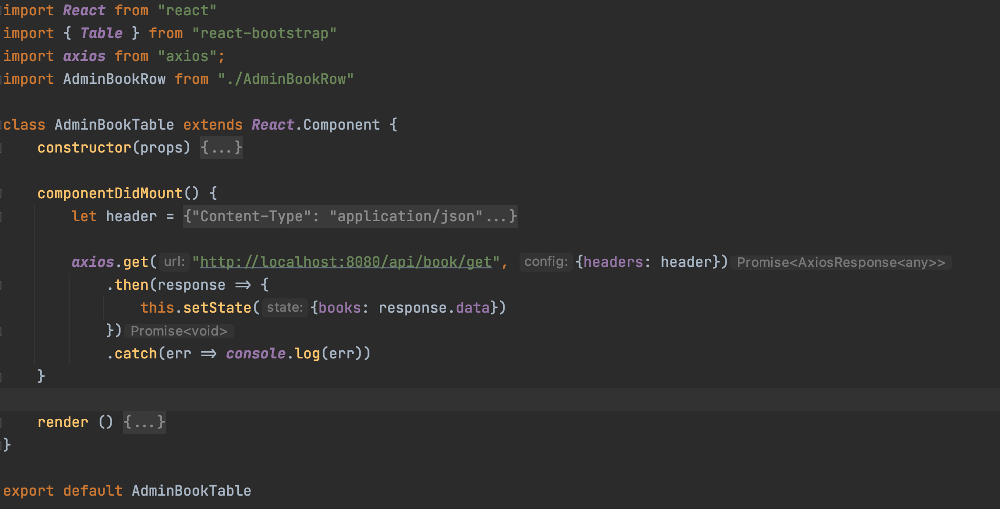 import React from "react"
import { Table } from "react-bootstrap"
import axios from "axios";
import AdminBookRow from "./AdminBookRow"
class AdminBookTable extends React.Component {
constructor(props) {...}
componentDidMount() {
let header = {"Content-Type": "application/json"...}
axios.get( url: "http://localhost:8080/api/book/get", config: {headers: header}) Promise<AxiosResponse<any>>
.then(response => {
this.setState( state: {books: response.data})
}) Promise<void>
.catch(err => console.log(err))
}
render () {...}
}
export default AdminBookTable